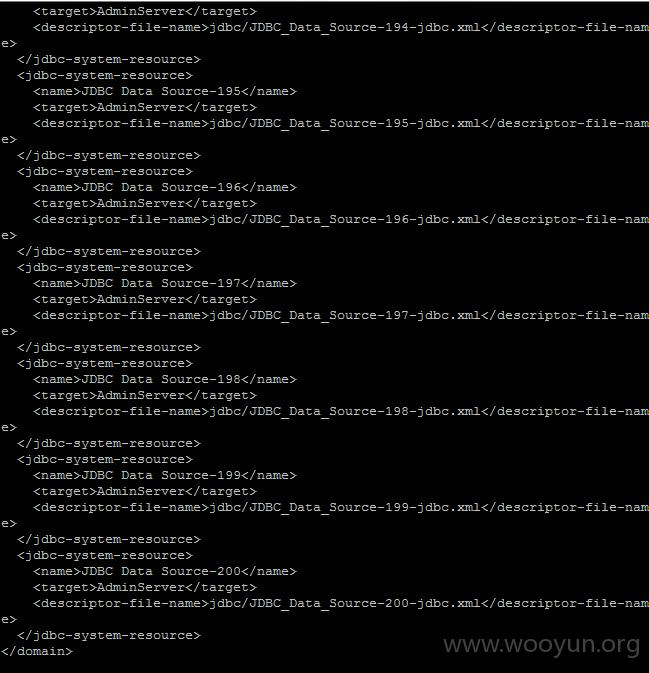 <target>AdminServer</target>
    <descriptor-file-name>jdbc/JDBC_Data_Source-194-jdbc.xml</descriptor-file-nam
e>
  </jdbc-system-resource>
  <jdbc-system-resource>
    <name>JDBC Data Source-195</name>
    <target>AdminServer</target>
    <descriptor-file-name>jdbc/JDBC_Data_Source-195-jdbc.xml</descriptor-file-nam
e>
  </jdbc-system-resource>
  <jdbc-system-resource>
    <name>JDBC Data Source-196</name>
    <target>AdminServer</target>
    <descriptor-file-name>jdbc/JDBC_Data_Source-196-jdbc.xml</descriptor-file-nam
e>
  </jdbc-system-resource>
  <jdbc-system-resource>
    <name>JDBC Data Source-197</name>
    <target>AdminServer</target>
    <descriptor-file-name>jdbc/JDBC_Data_Source-197-jdbc.xml</descriptor-file-nam
e>
  </jdbc-system-resource>
  <jdbc-system-resource>
    <name>JDBC Data Source-198</name>
    <target>AdminServer</target>
    <descriptor-file-name>jdbc/JDBC_Data_Source-198-jdbc.xml</descriptor-file-nam
e>
  </jdbc-system-resource>
  <jdbc-system-resource>
    <name>JDBC Data Source-199</name>
    <target>AdminServer</target>
    <descriptor-file-name>jdbc/JDBC_Data_Source-199-jdbc.xml</descriptor-file-nam
e>
  </jdbc-system-resource>
  <jdbc-system-resource>
    <name>JDBC Data Source-200</name>
    <target>AdminServer</target>
    <descriptor-file-name>jdbc/JDBC_Data_Source-200-jdbc.xml</descriptor-file-nam
e>
  </jdbc-system-resource>
</domain>
www.wooyun.org